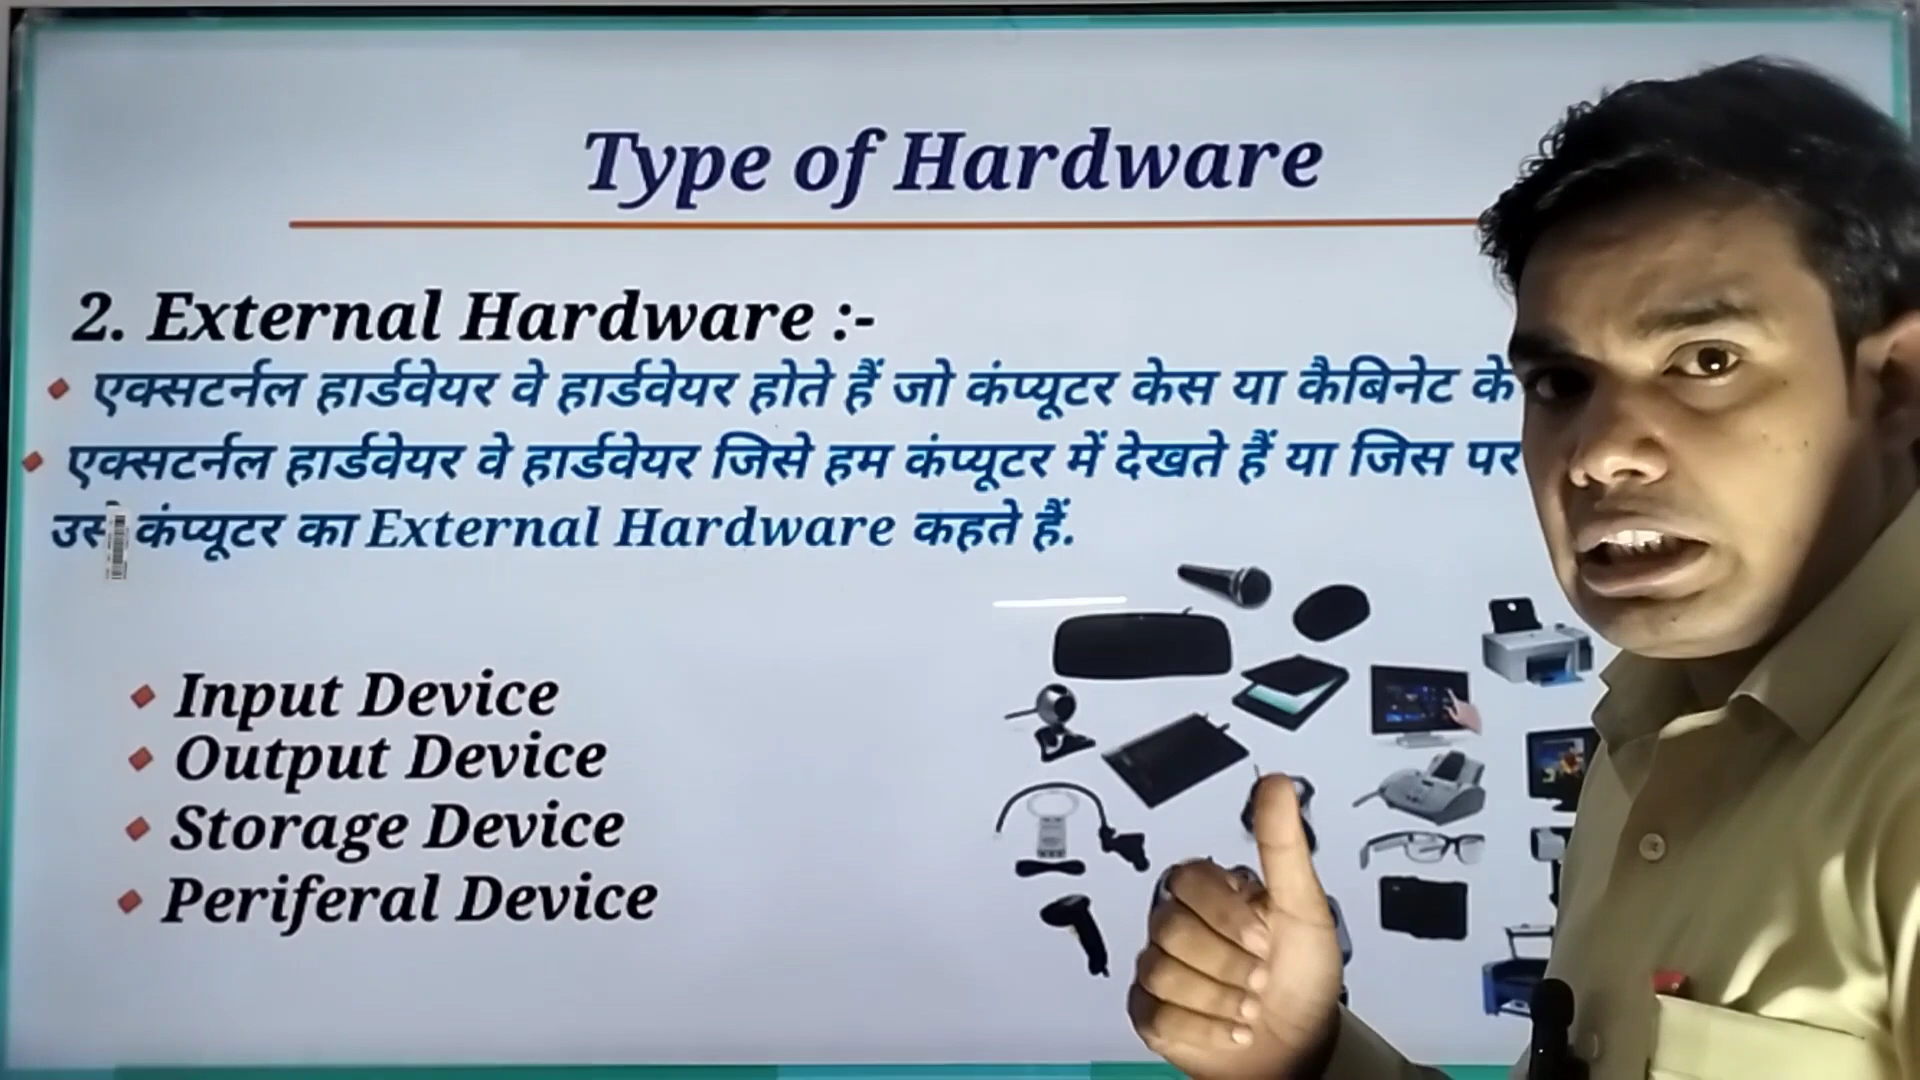 Type of Hardware
2. External Hardware :-
एक्सटर्नल हार्डवेयर वे हार्डवेयर होते हैं जो कंप्यूटर केस या कैबिनेट के
एक्सटर्नल हार्डवेयर वे हार्डवेयर जिसे हम कंप्यूटर में देखते हैं या जिस पर
उसे कंप्यूटर का External Hardware कहते हैं.
Input Device
Output Device
Storage Device
Periferal Device